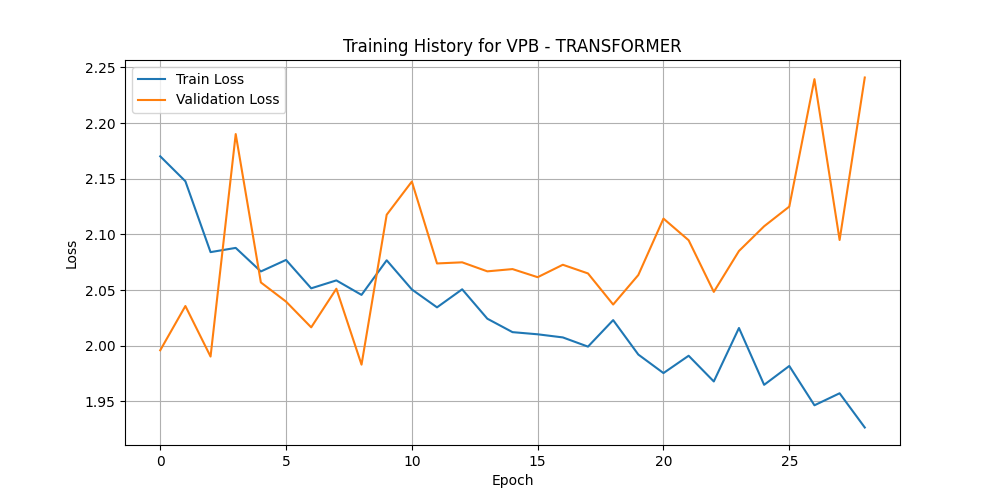 Training History for VPB - TRANSFORMER
Train Loss
Validation Loss
2.25
2.20
2.15
2.10
2.05
2.00
1.95
Loss
0 5 10 15 20 25
Epoch